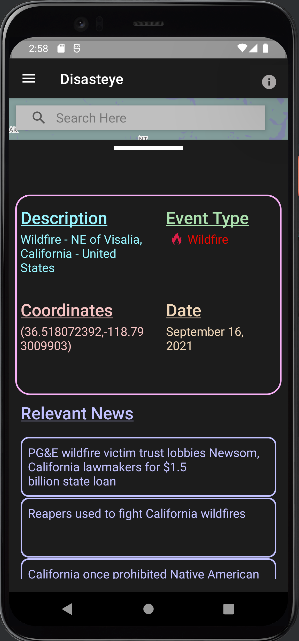 2:58
Disasteye
Search Here
Description
Event Type
Wildfire - NE of Visalia,
California - United
States
Wildfire
Coordinates
Date
(36.518072392,-118.79
3009903)
September 16,
2021
Relevant News
PG&E wildfire victim trust lobbies Newsom,
California lawmakers for $1.5
billion state loan
Reapers used to fight California wildfires
California once prohibited Native American